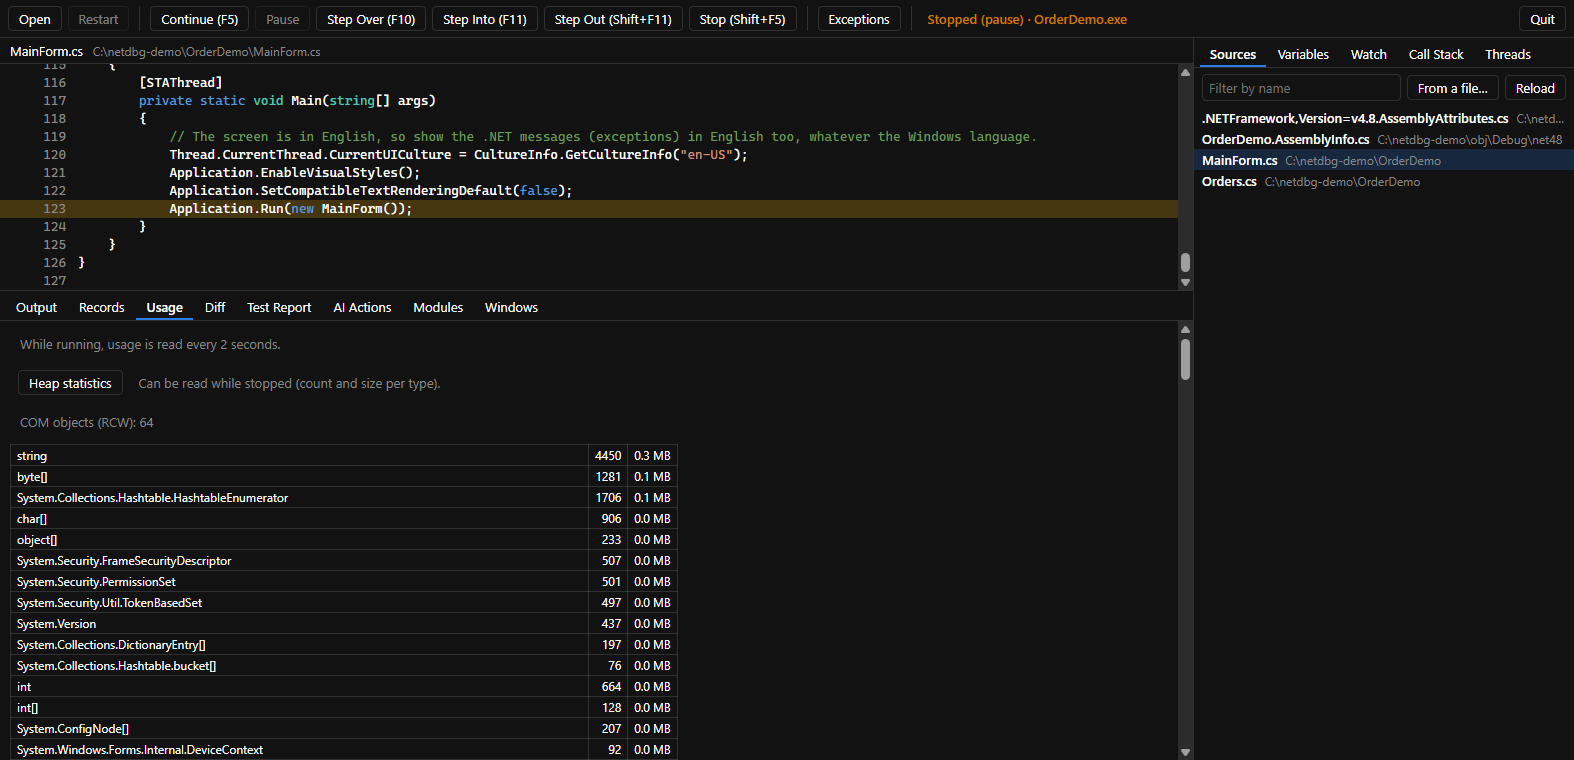 Open Restart Continue (F5) Pause Step Over (F10) Step Into (F11) Step Out (Shift+F11) Stop (Shift+F5) Exceptions Stopped (pause) · OrderDemo.exe Quit
MainForm.cs C:\netdbg-demo\OrderDemo\MainForm.cs
115 {
116 [STAThread]
117 private static void Main(string[] args)
118 {
119 // The screen is in English, so show the .NET messages (exceptions) in English too, whatever the Windows language.
120 Thread.CurrentThread.CurrentUICulture = CultureInfo.GetCultureInfo("en-US");
121 Application.EnableVisualStyles();
122 Application.SetCompatibleTextRenderingDefault(false);
123 Application.Run(new MainForm());
124 }
125 }
126 }
127
Sources Variables Watch Call Stack Threads
Filter by name From a file... Reload
.NETFramework,Version=v4.8.AssemblyAttributes.cs C:\netd...
OrderDemo.AssemblyInfo.cs C:\netdbg-demo\obj\Debug\net48
MainForm.cs C:\netdbg-demo\OrderDemo
Orders.cs C:\netdbg-demo\OrderDemo
Output Records Usage Diff Test Report AI Actions Modules Windows
While running, usage is read every 2 seconds.
Heap statistics Can be read while stopped (count and size per type).
COM objects (RCW): 64
string 4450 0.3 MB
byte[] 1281 0.1 MB
System.Collections.Hashtable.HashtableEnumerator 1706 0.1 MB
char[] 906 0.0 MB
object[] 233 0.0 MB
System.Security.FrameSecurityDescriptor 507 0.0 MB
System.Security.PermissionSet 501 0.0 MB
System.Security.Util.TokenBasedSet 497 0.0 MB
System.Version 437 0.0 MB
System.Collections.DictionaryEntry[] 197 0.0 MB
System.Collections.Hashtable.bucket[] 76 0.0 MB
int 664 0.0 MB
int[] 128 0.0 MB
System.ConfigNode[] 207 0.0 MB
System.Windows.Forms.Internal.DeviceContext 92 0.0 MB